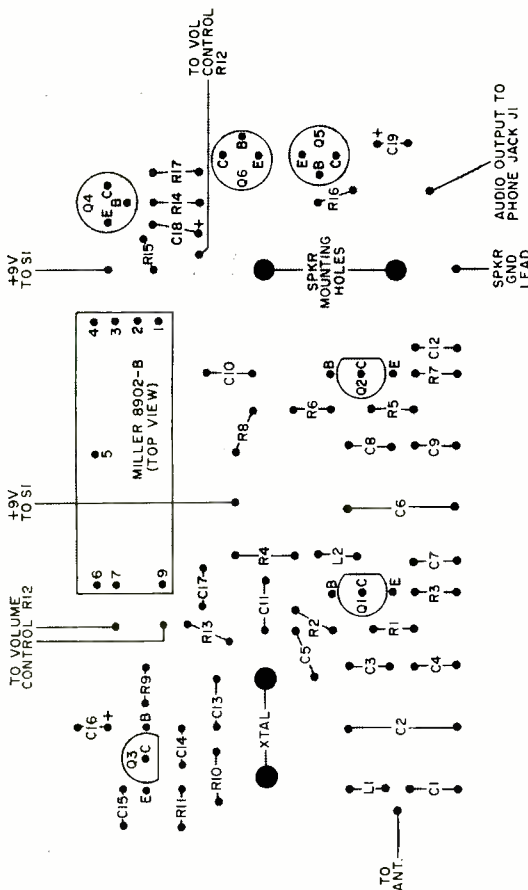 TO VOLUME
CONTROL R12
+9V
TO S1
+9V
TO S1
TO VOL
CONTROL
R12
C16
+
C15
Q3
E
C
B
R9
R11
C14
R10
C13
R13
C17
6
7
9
5
MILLER 8902-B
(TOP VIEW)
4
3
2
1
Q4
E
C
B
R15
C18
+
R14
R17
C
B
E
Q6
XTAL
C5
R2
C11
R4
L2
R8
C10
R6
SPKR
MOUNTING
HOLES
E
B
C
Q5
R16
+
C19
L1
C1
C2
C3
C4
R1
B
Q1
C
E
R3
C7
C6
C8
C9
R5
B
Q2
C
E
R7
C12
TO
ANT.
SPKR
GND
LEAD
AUDIO OUTPUT TO
PHONE JACK J1